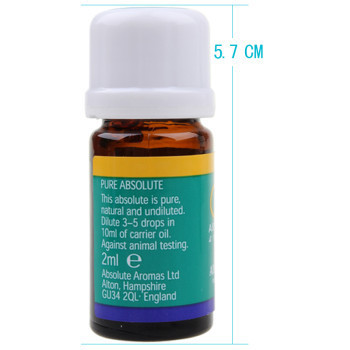 5.7 CM
PURE ABSOLUTE
This absolute is pure,
natural and undiluted.
Dilute 3–5 drops in
10ml of carrier oil.
Against animal testing.
2ml ℮
Absolute Aromas Ltd
Alton, Hampshire
GU34 2QL· England